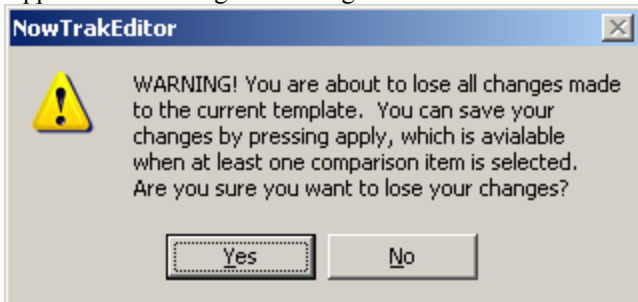 NowTrakEditor
WARNING! You are about to lose all changes made
to the current template.  You can save your
changes by pressing apply, which is avialable
when at least one comparison item is selected.
Are you sure you want to lose your changes?
Yes No